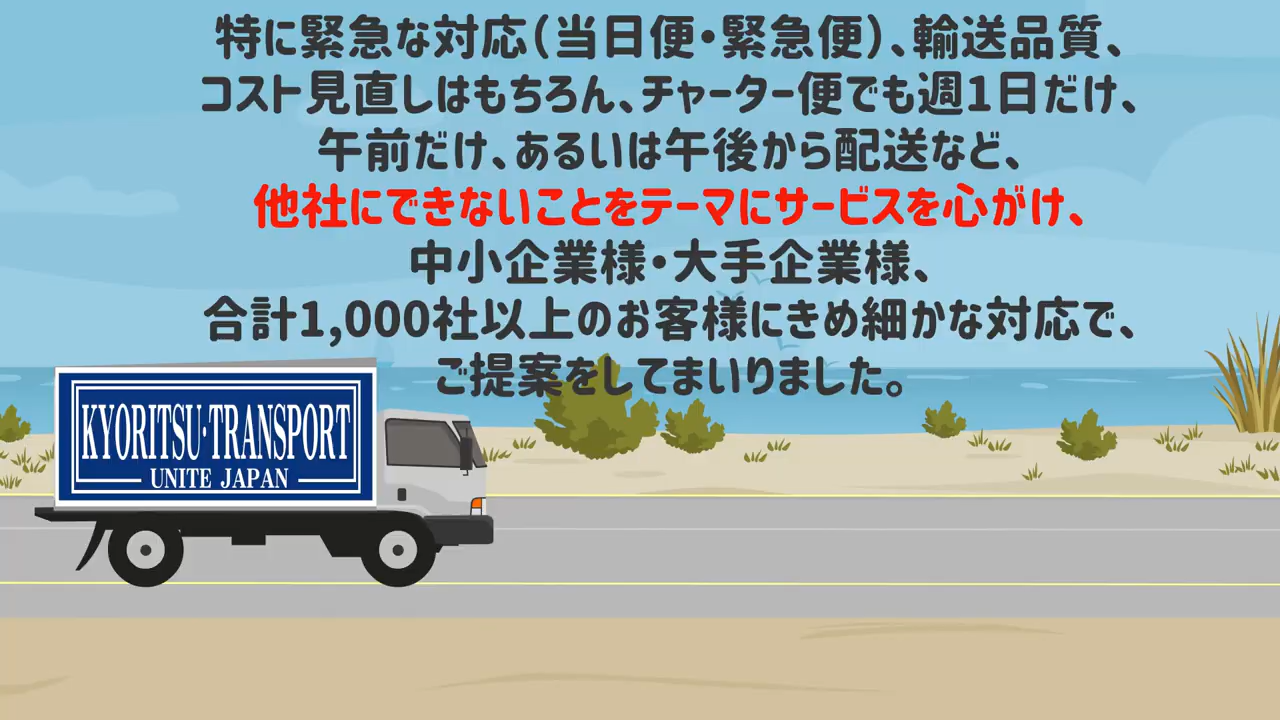 特に緊急な対応(当日便・緊急便)、輸送品質、
コスト見直しはもちろん、チャーター便でも週1日だけ、
午前だけ、あるいは午後から配送など、
他社にできないことをテーマにサービスを心がけ、
中小企業様・大手企業様、
合計1,000社以上のお客様にきめ細かな対応で、
ご提案をしてまいりました。
KYORITSU・TRANSPORT
UNITE JAPAN